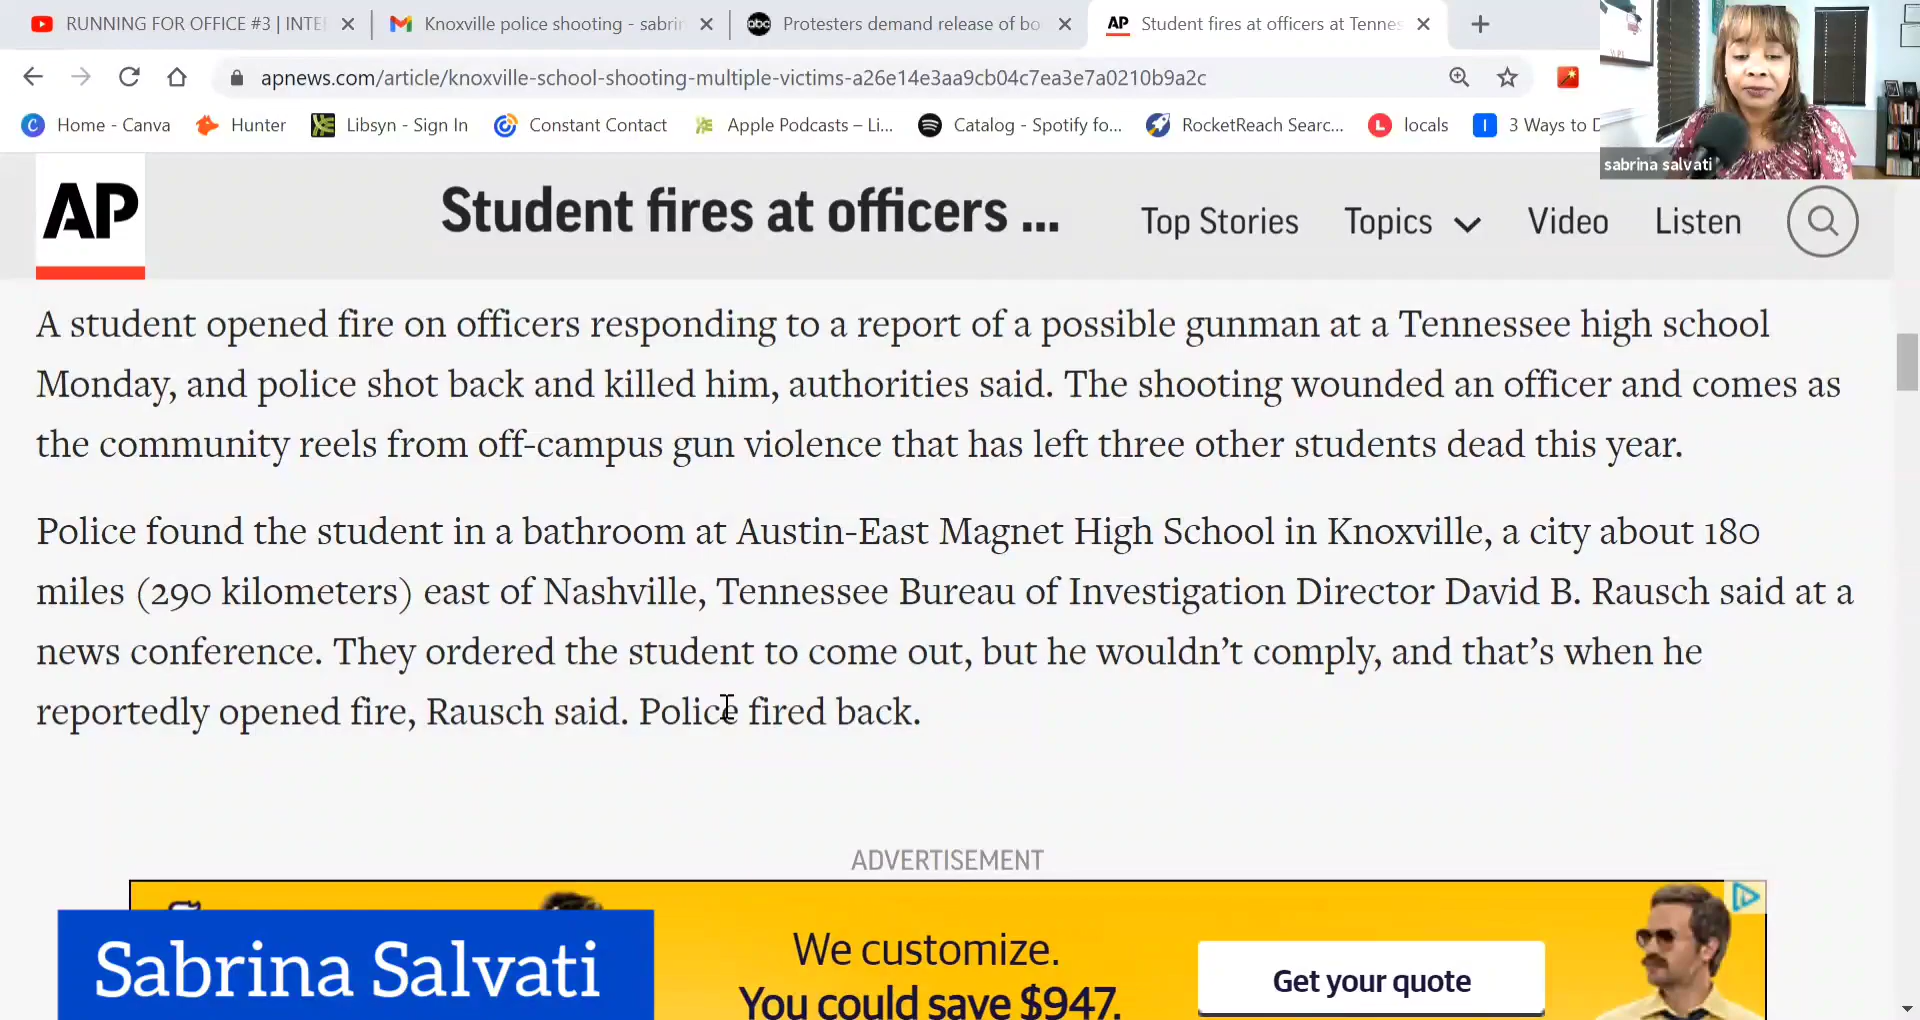 RUNNING FOR OFFICE #3 | INTE
Knoxville police shooting - sabrin
abc
Protesters demand release of bo
AP
Student fires at officers at Tennes
apnews.com/article/knoxville-school-shooting-multiple-victims-a26e14e3aa9cb04c7ea3e7a0210b9a2c
C Home - Canva
Hunter
Libsyn - Sign In
Constant Contact
Apple Podcasts – Li...
Catalog - Spotify fo...
RocketReach Searc...
L locals
I 3 Ways to D
sabrina salvati
AP
Student fires at officers ...
Top Stories
Topics
Video
Listen
A student opened fire on officers responding to a report of a possible gunman at a Tennessee high school
Monday, and police shot back and killed him, authorities said. The shooting wounded an officer and comes as
the community reels from off-campus gun violence that has left three other students dead this year.
Police found the student in a bathroom at Austin-East Magnet High School in Knoxville, a city about 180
miles (290 kilometers) east of Nashville, Tennessee Bureau of Investigation Director David B. Rausch said at a
news conference. They ordered the student to come out, but he wouldn't comply, and that's when he
reportedly opened fire, Rausch said. Police fired back.
ADVERTISEMENT
Sabrina Salvati
We customize.
You could save $947.
Get your quote